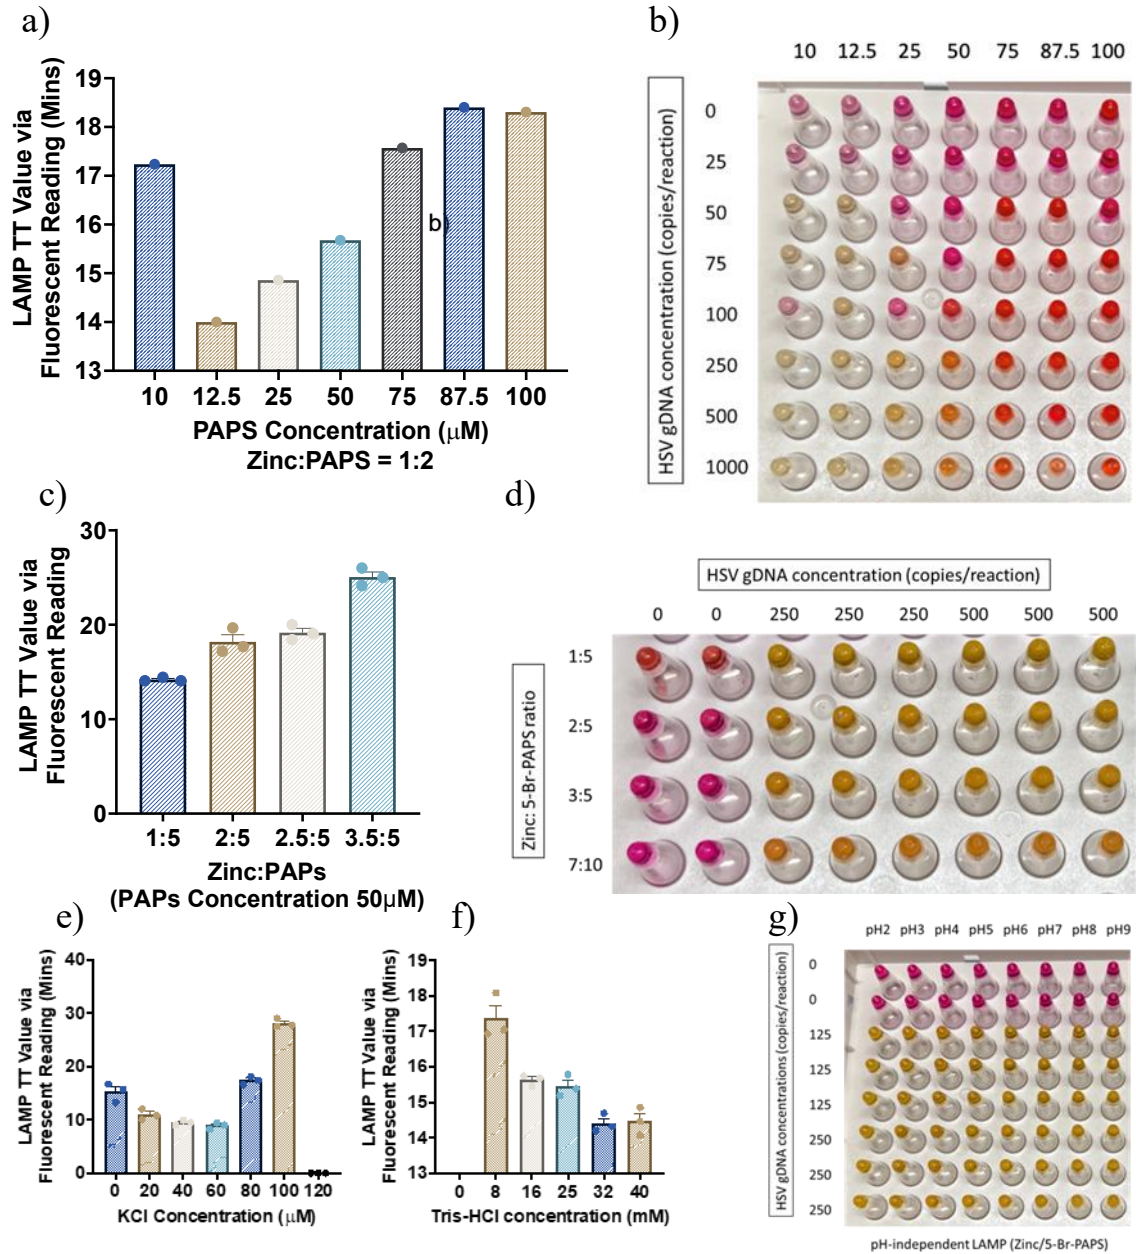 a)
LAMP TT Value via
Fluorescent Reading (Mins)
19
18
17
16
15
14
13
b)
10 12.5 25 50 75 87.5 100
PAPS Concentration (μM)
Zinc:PAPS = 1:2
b)
10 12.5 25 50 75 87.5 100
HSV gDNA concentration (copies/reaction)
0
25
50
75
100
250
500
1000
c)
LAMP TT Value via
Fluorescent Reading
30
20
10
0
1:5 2:5 2.5:5 3.5:5
Zinc:PAPs
(PAPs Concentration 50μM)
d)
HSV gDNA concentration (copies/reaction)
0 0 250 250 250 500 500 500
Zinc: 5-Br-PAPS ratio
1:5
2:5
3:5
7:10
e)
LAMP TT Value via
Fluorescent Reading (Mins)
40
30
20
10
0
0 20 40 60 80 100 120
KCl Concentration (μM)
f)
LAMP TT Value via
Fluorescent Reading (Mins)
19
18
17
16
15
14
13
0 8 16 25 32 40
Tris-HCl concentration (mM)
g)
pH2 pH3 pH4 pH5 pH6 pH7 pH8 pH9
HSV gDNA concentrations (copies/reaction)
0
0
125
125
125
250
250
250
pH-independent LAMP (Zinc/5-Br-PAPS)